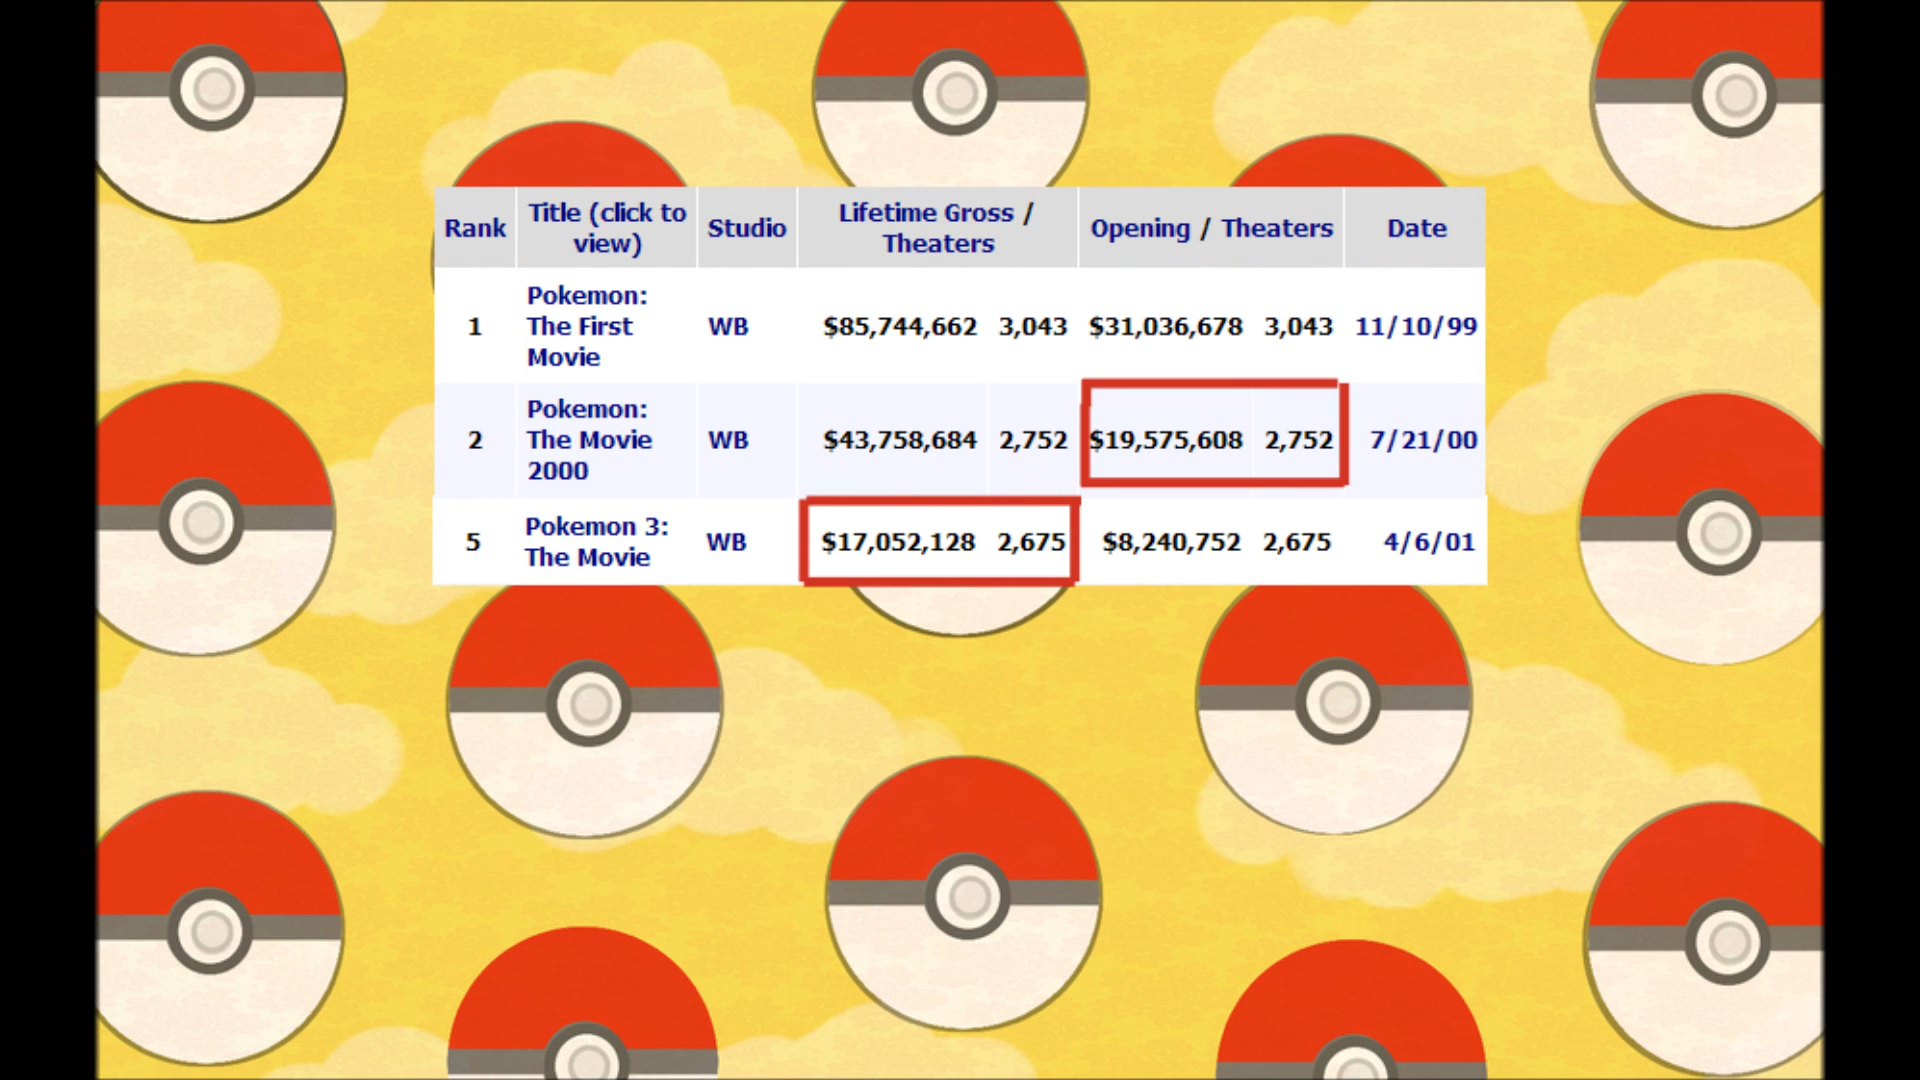 Rank Title (click to view) Studio Lifetime Gross / Theaters Opening / Theaters Date
1 Pokemon: The First Movie WB $85,744,662 3,043 $31,036,678 3,043 11/10/99
2 Pokemon: The Movie 2000 WB $43,758,684 2,752 $19,575,608 2,752 7/21/00
5 Pokemon 3: The Movie WB $17,052,128 2,675 $8,240,752 2,675 4/6/01